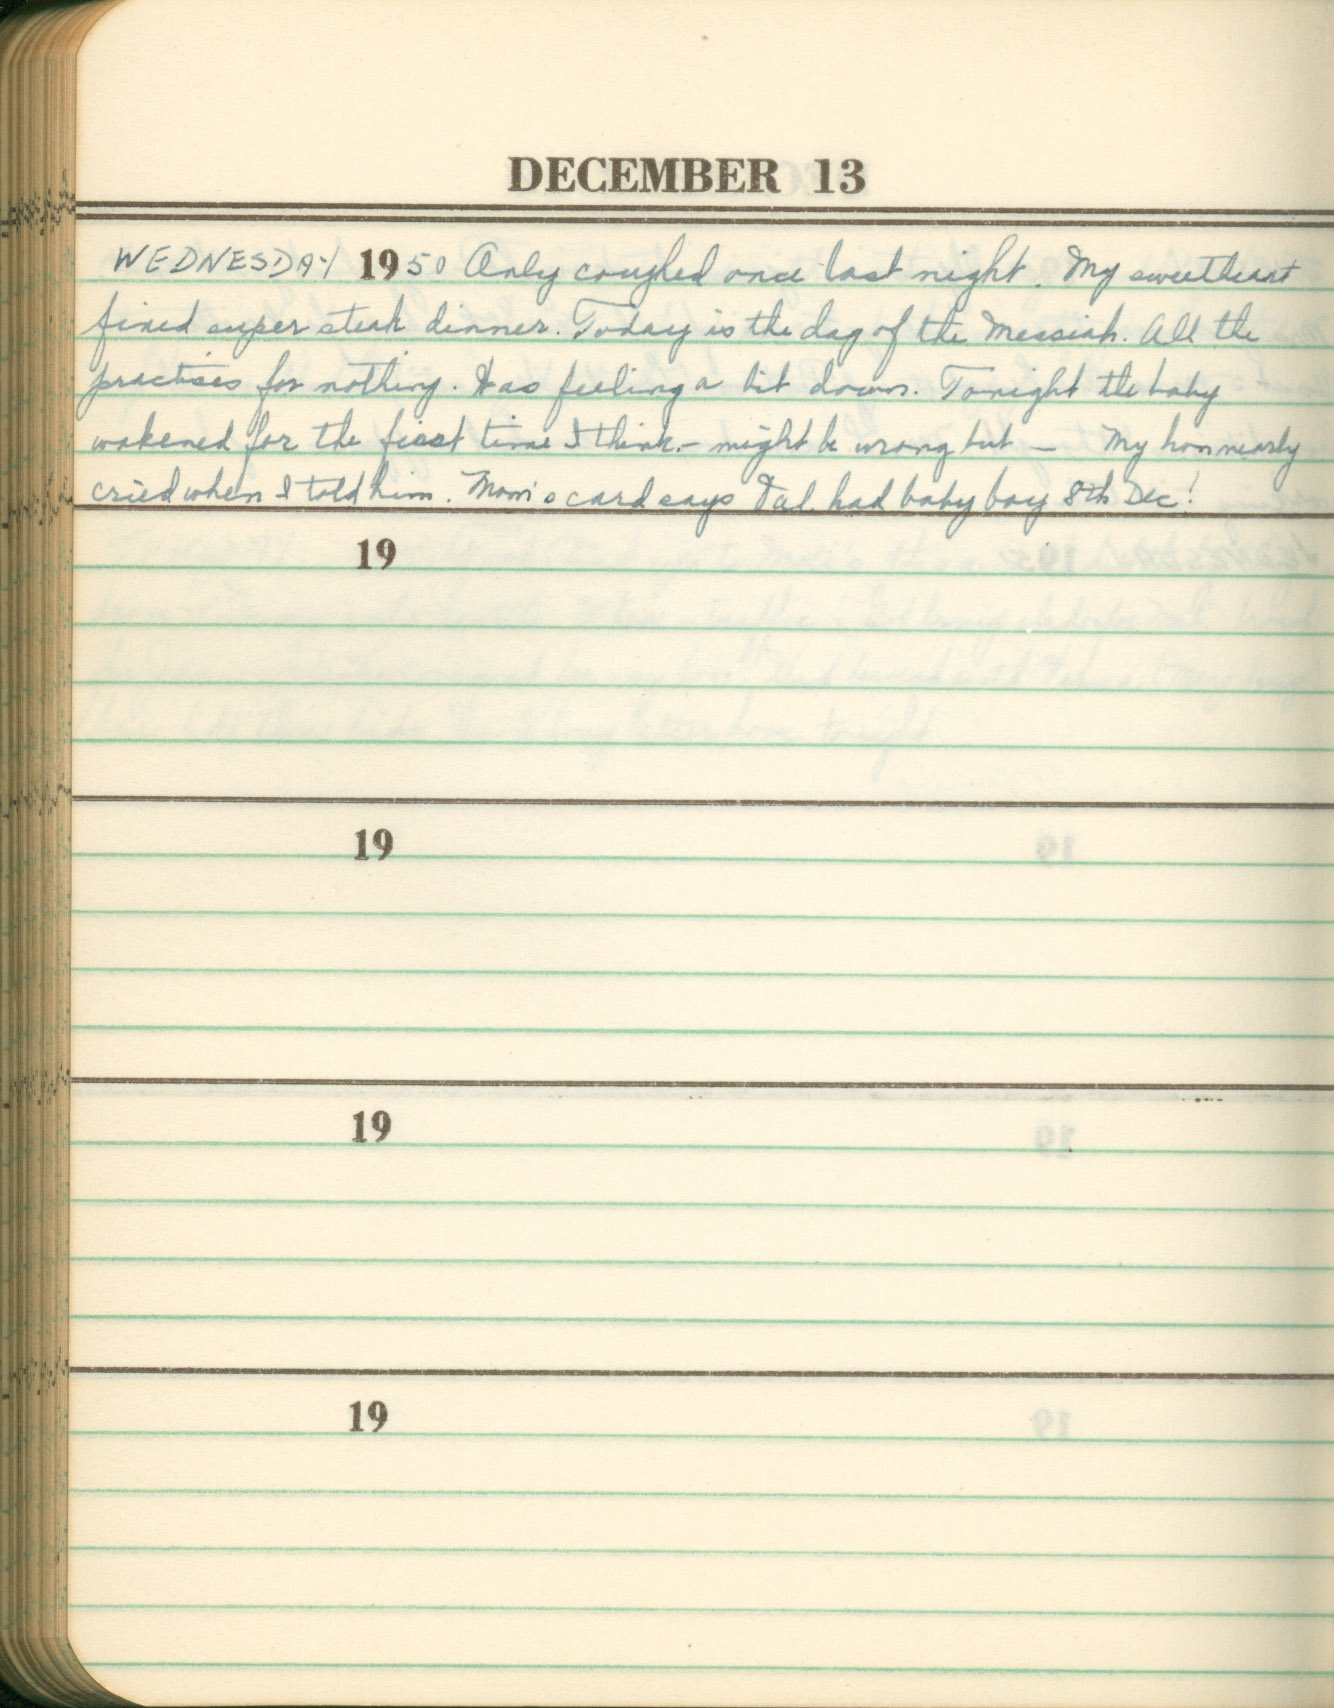 DECEMBER 13
WEDNESDAY 1950 Only coughed once last night. My sweetheart
fixed super steak dinner. Today is the day of the Messiah. All the
practises for nothing. Was feeling a bit down. Tonight the baby
wakened for the first time I think - might be wrong but — My hon nearly
cried when I told him. Mom's card says Val had baby boy 8th Dec!
19
19
19
19